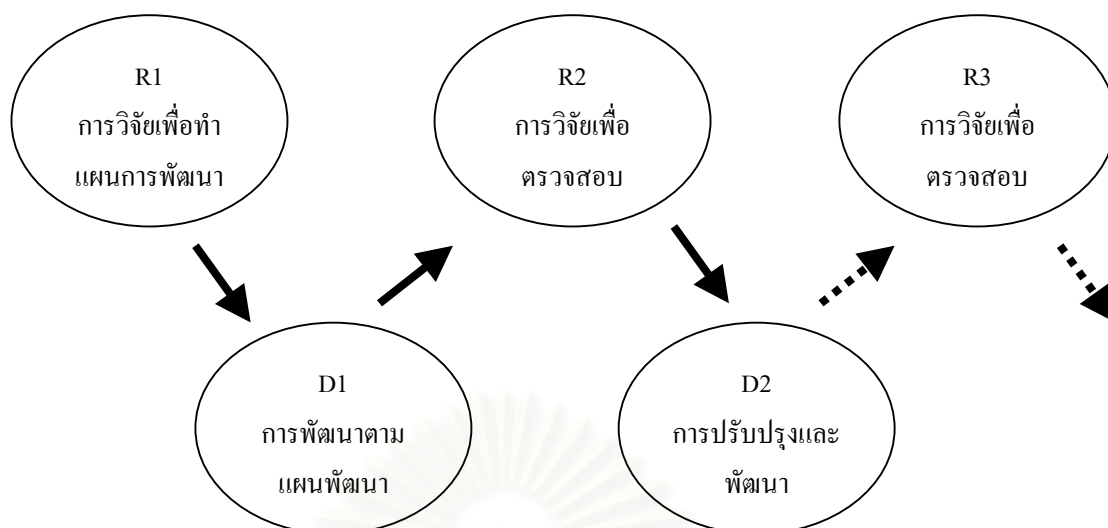 R1
การวิจัยเพื่อทำ
แผนการพัฒนา
R2
การวิจัยเพื่อ
ตรวจสอบ
R3
การวิจัยเพื่อ
ตรวจสอบ
D1
การพัฒนาตาม
แผนพัฒนา
D2
การปรับปรุงและ
พัฒนา